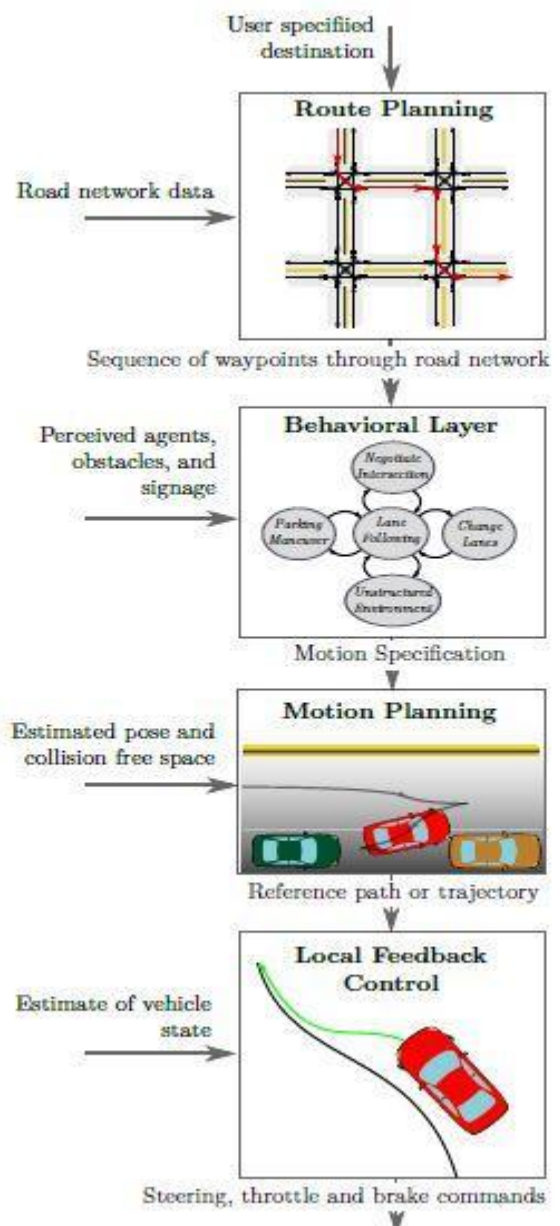 User specifiied
destination
Route Planning
Road network data
Sequence of waypoints through road network
Perceived agents,
obstacles, and
signage
Behavioral Layer
Negotiate
Intersection
Parking
Maneuver
Lane
Following
Change
Lanes
Unstructured
Environment
Motion Specification
Motion Planning
Estimated pose and
collision free space
Reference path or trajectory
Local Feedback
Control
Estimate of vehicle
state
Steering, throttle and brake commands